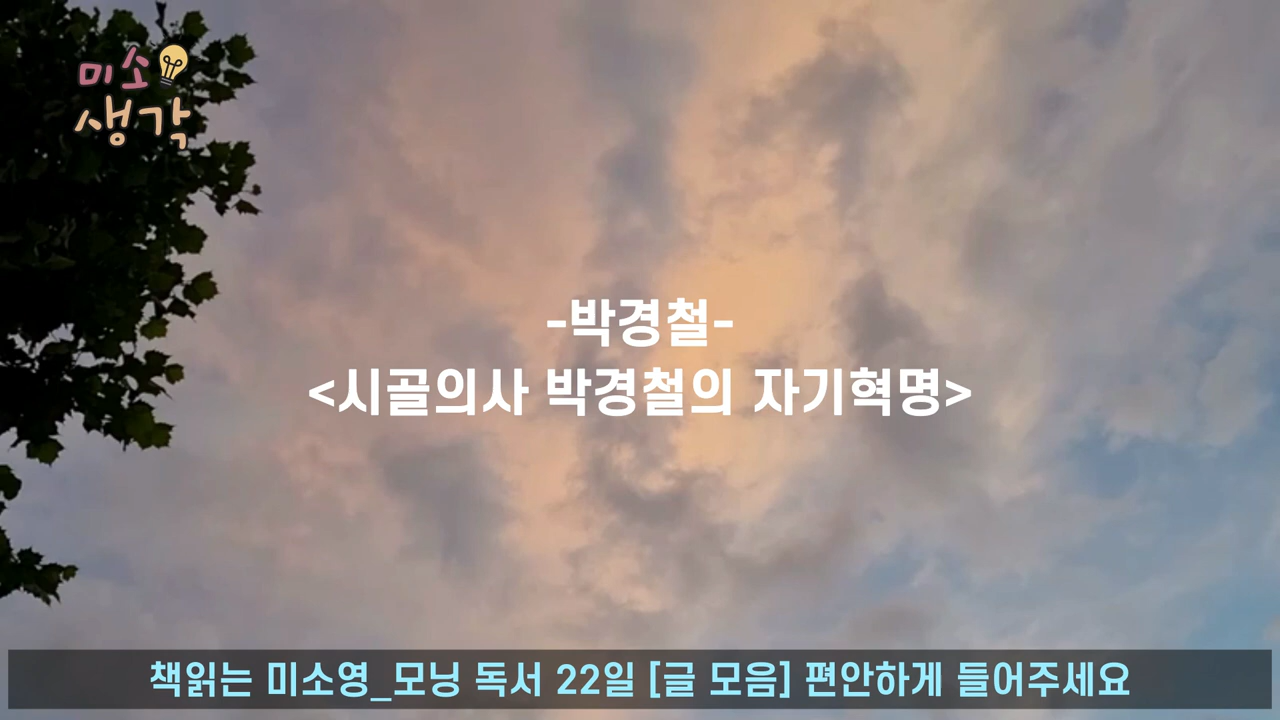 미소
생각
-박경철-
<시골의사 박경철의 자기혁명>
책읽는 미소영_모닝 독서 22일 [글 모음] 편안하게 들어주세요